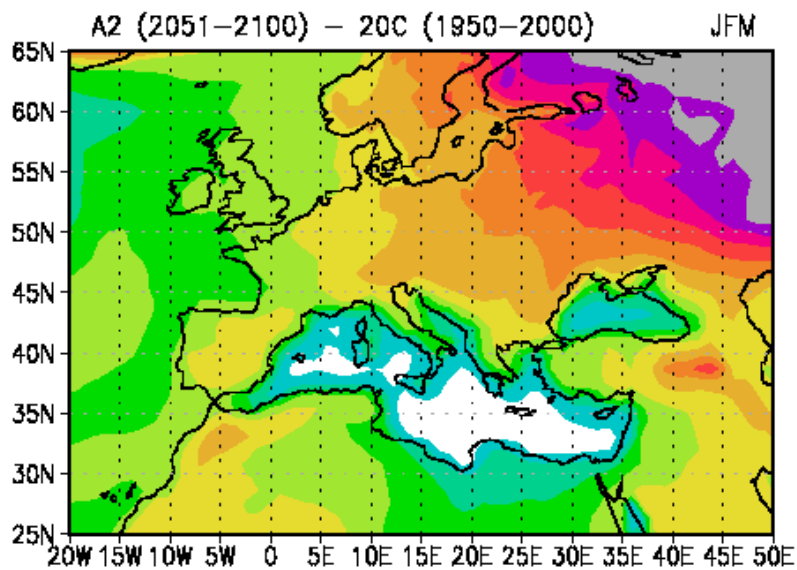 A2 (2051-2100) - 20C (1950-2000) JFM
65N
60N
55N
50N
45N
40N
35N
30N
25N
20W 15W 10W 5W 0 5E 10E 15E 20E 25E 30E 35E 40E 45E 50E